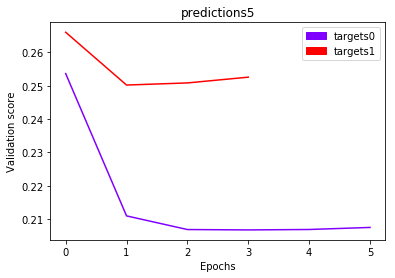 predictions5
targets0
targets1
Validation score
0.26
0.25
0.24
0.23
0.22
0.21
0 1 2 3 4 5
Epochs